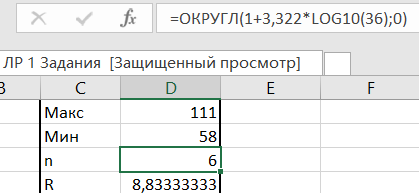 fx =ОКРУГЛ(1+3,322*LOG10(36);0)
ЛР 1 Задания [Защищенный просмотр]
B C D E F
Макс 111
Мин 58
n 6
R 8,83333333